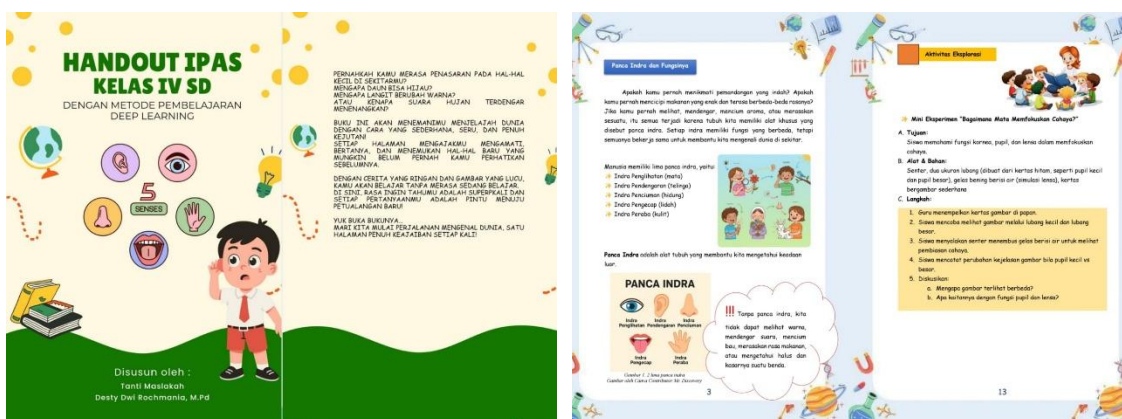 HANDOUT IPAS
KELAS IV SD
DENGAN METODE PEMBELAJARAN
DEEP LEARNING
5
SENSES
Disusun oleh :
Tanti Maslakah
Desty Dwi Rochmania, M.Pd
PERNAHKAH KAMU MERASA PENASARAN PADA HAL-HAL
KECIL DI SEKITARMU?
MENGAPA DAUN BISA HIJAU?
MENGAPA LANGIT BERUBAH WARNA?
ATAU KENAPA SUARA HUJAN TERDENGAR
MENENANGKAN?
BUKU INI AKAN MENEMANIMU MENJELAJAH DUNIA
DENGAN CARA YANG SEDERHANA, SERU, DAN PENUH
KEJUTAN!
SETIAP HALAMAN MENGAJAKMU MENGAMATI,
BERTANYA, DAN MENEMUKAN HAL-HAL BARU YANG
MUNGKIN BELUM PERNAH KAMU PERHATIKAN
SEBELUMNYA.
DENGAN CERITA YANG RINGAN DAN GAMBAR YANG LUCU,
KAMU AKAN BELAJAR TANPA MERASA SEDANG BELAJAR.
DI SINI, RASA INGIN TAHUMU ADALAH SUPERPKALI DAN
SETIAP PERTANYAANMU ADALAH PINTU MENUJU
PETUALANGAN BARU!
YUK BUKA BUKUNYA...
MARI KITA MULAI PERJALANAN MENGENAL DUNIA, SATU
HALAMAN PENUH KEAJAIBAN SETIAP KALI!
Panca Indra dan Fungsinya
Apakah kamu pernah menikmati pemandangan yang indah? Apakah
kamu pernah mencicipi makanan yang enak dan terasa berbeda-beda rasanya?
Jika kamu pernah melihat, mendengar, mencium aroma, atau merasakan
sesuatu, itu semua terjadi karena tubuh kita memiliki alat khusus yang
disebut panca indra. Setiap indra memiliki fungsi yang berbeda, tetapi
semuanya bekerja sama untuk membantu kita mengenali dunia di sekitar.
Manusia memiliki lima panca indra, yaitu
Indra Penglihatan (mata)
Indra Pendengaran (telinga)
Indra Penciuman (hidung)
Indra Pengecap (lidah)
Indra Peraba (kulit)
Panca Indra adalah alat tubuh yang membantu kita mengetahui keadaan
luar.
PANCA INDRA
Indra Penglihatan
Indra Pendengaran
Indra Penciuman
Indra Pengecap
Indra Peraba
Gambar 1. 2 lima panca indra
Gambar oleh Canva Contributor Mr. Discovery
!!! Tanpa panca indra, kita
tidak dapat melihat warna,
mendengar suara, mencium
bau, merasakan rasa makanan,
atau mengetahui halus dan
kasarnya suatu benda.
3
Aktivitas Eksplorasi
Mini Eksperimen "Bagaimana Mata Memfokuskan Cahaya?"
A. Tujuan:
Siswa memahami fungsi kornea, pupil, dan lensa dalam memfokuskan
cahaya.
B. Alat & Bahan:
Senter, dua ukuran lubang (dibuat dari kertas hitam, seperti pupil kecil
dan pupil besar), gelas bening berisi air (simulasi lensa), kertas
bergambar sederhana
C. Langkah:
1. Guru menempelkan kertas gambar di papan.
2. Siswa mencoba melihat gambar melalui lubang kecil dan lubang
besar.
3. Siswa menyalakan senter menembus gelas berisi air untuk melihat
pembiasan cahaya.
4. Siswa mencatat perubahan kejelasan gambar bila pupil kecil vs
besar.
5. Diskusikan:
a. Mengapa gambar terlihat berbeda?
b. Apa kaitannya dengan fungsi pupil dan lensa?
13